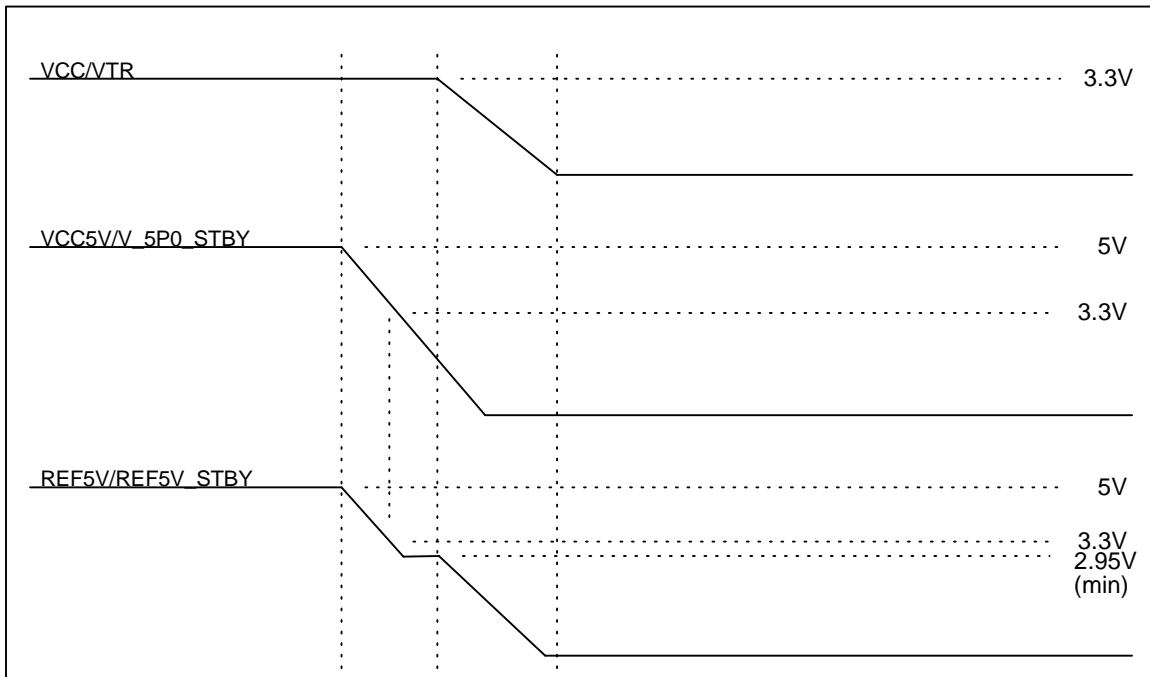 VCC/VTR
3.3V
VCC5V/V_5P0_STBY
5V
3.3V
REF5V/REF5V_STBY
5V
3.3V
2.95V
(min)